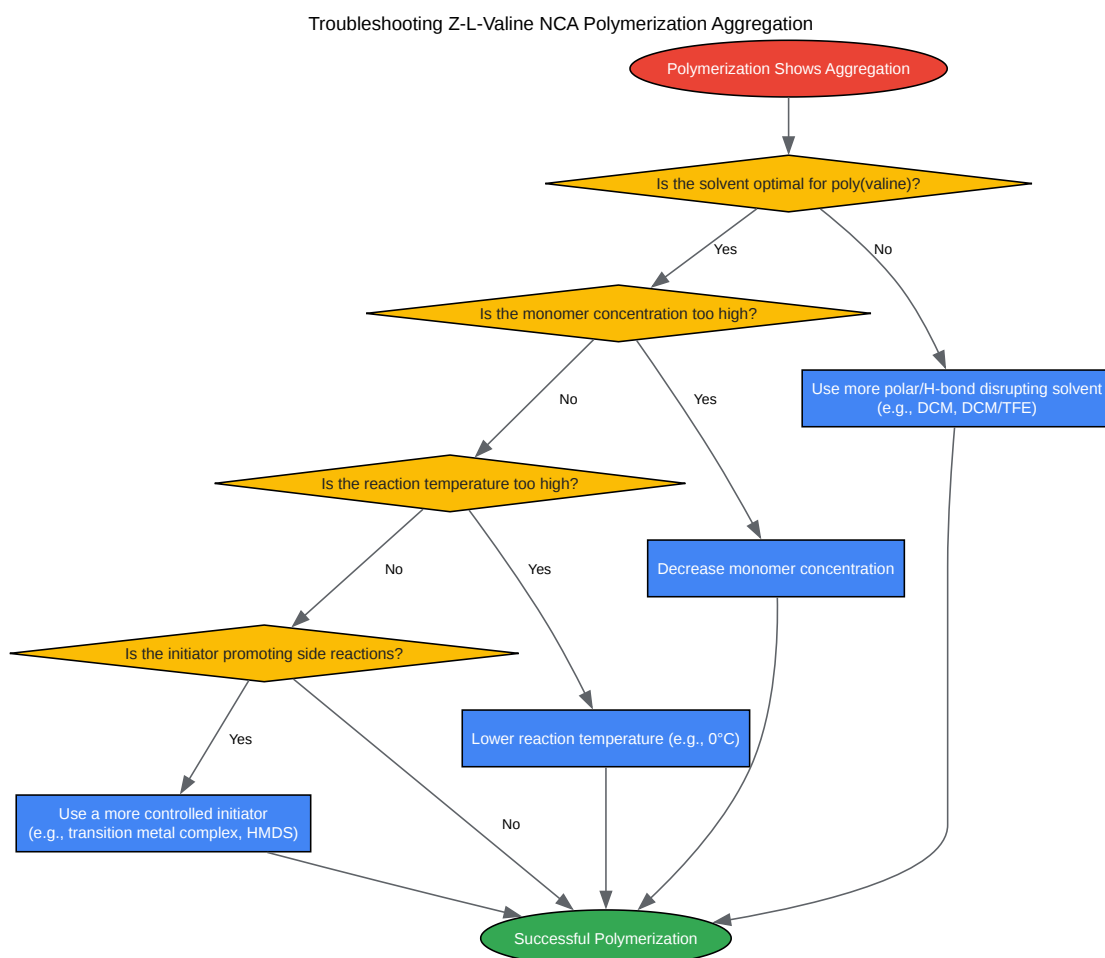 Troubleshooting Z-L-Valine NCA Polymerization Aggregation
Polymerization Shows Aggregation
Is the solvent optimal for poly(valine)?
Yes
No
Is the monomer concentration too high?
Use more polar/H-bond disrupting solvent
(e.g., DCM, DCM/TFE)
No
Yes
Is the reaction temperature too high?
Decrease monomer concentration
No
Yes
Is the initiator promoting side reactions?
Lower reaction temperature (e.g., 0°C)
Yes
Use a more controlled initiator
(e.g., transition metal complex, HMDS)
No
Successful Polymerization